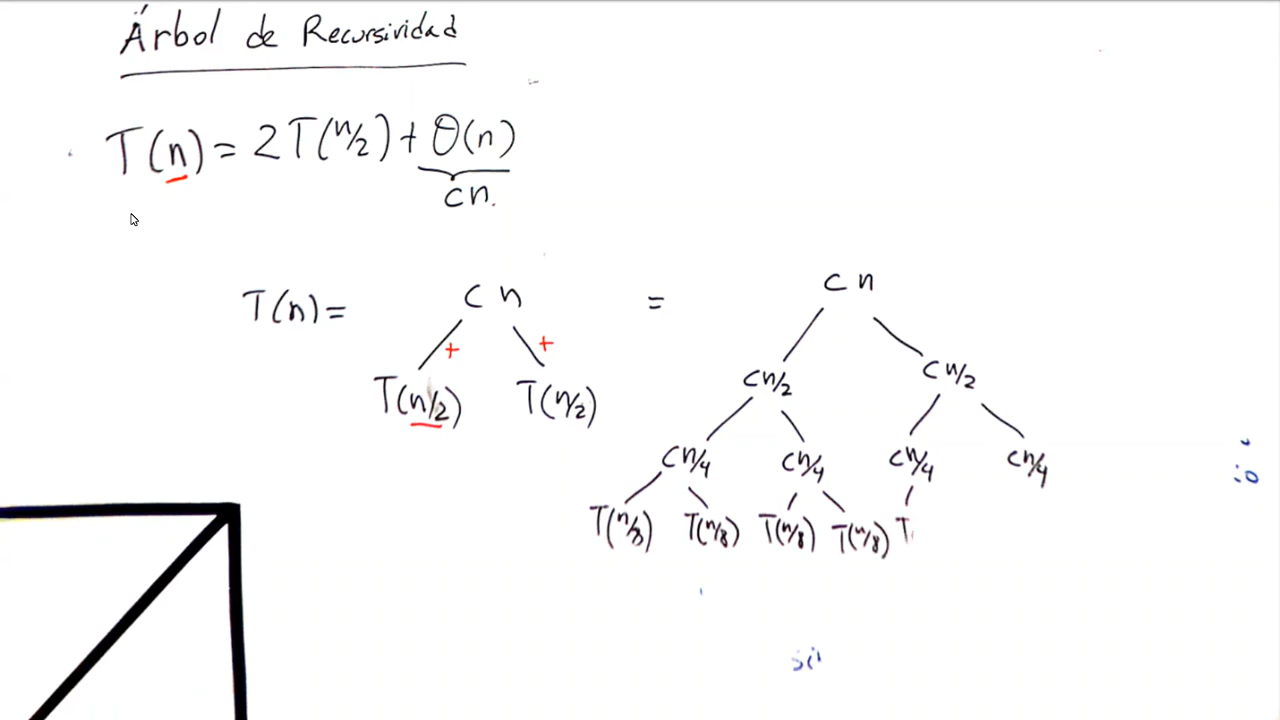 Árbol de Recursividad
T(n) = 2T(n/2) + Θ(n)
cn.
T(n) = cn = cn
+ +
T(n/2) T(n/2) cn/2 cn/2
cn/4 cn/4 cn/4 cn/4
T(n/8) T(n/8) T(n/8) T(n/8) T